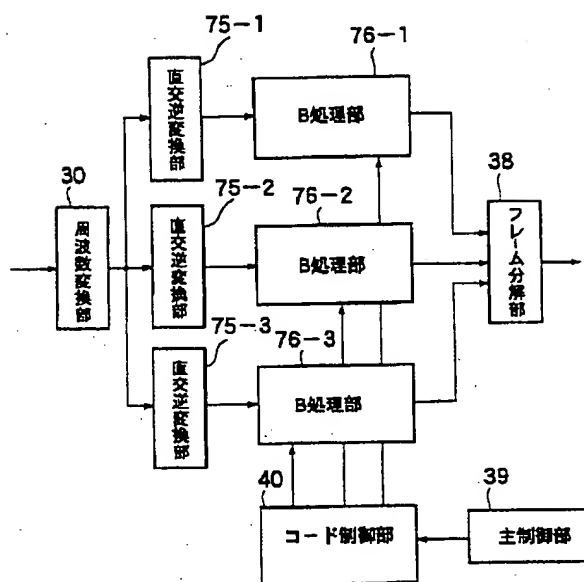 75-1
直交逆変換部
76-1
B処理部
30
周波数変換部
75-2
直交逆変換部
76-2
B処理部
38
フレーム分解部
75-3
直交逆変換部
76-3
B処理部
40
コード制御部
39
主制御部